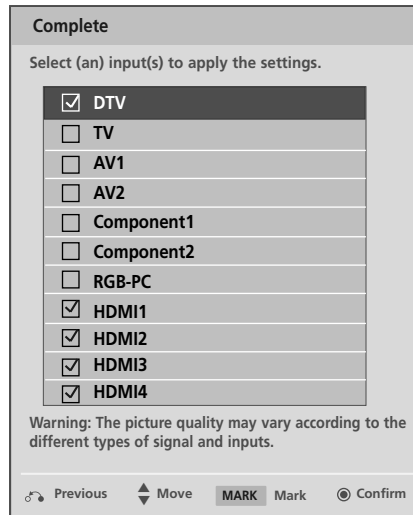 Complete
Select (an) input(s) to apply the settings.
DTV
TV
AV1
AV2
Component1
Component2
RGB-PC
HDMI1
HDMI2
HDMI3
HDMI4
Warning: The picture quality may vary according to the
different types of signal and inputs.
Previous Move MARK Mark Confirm